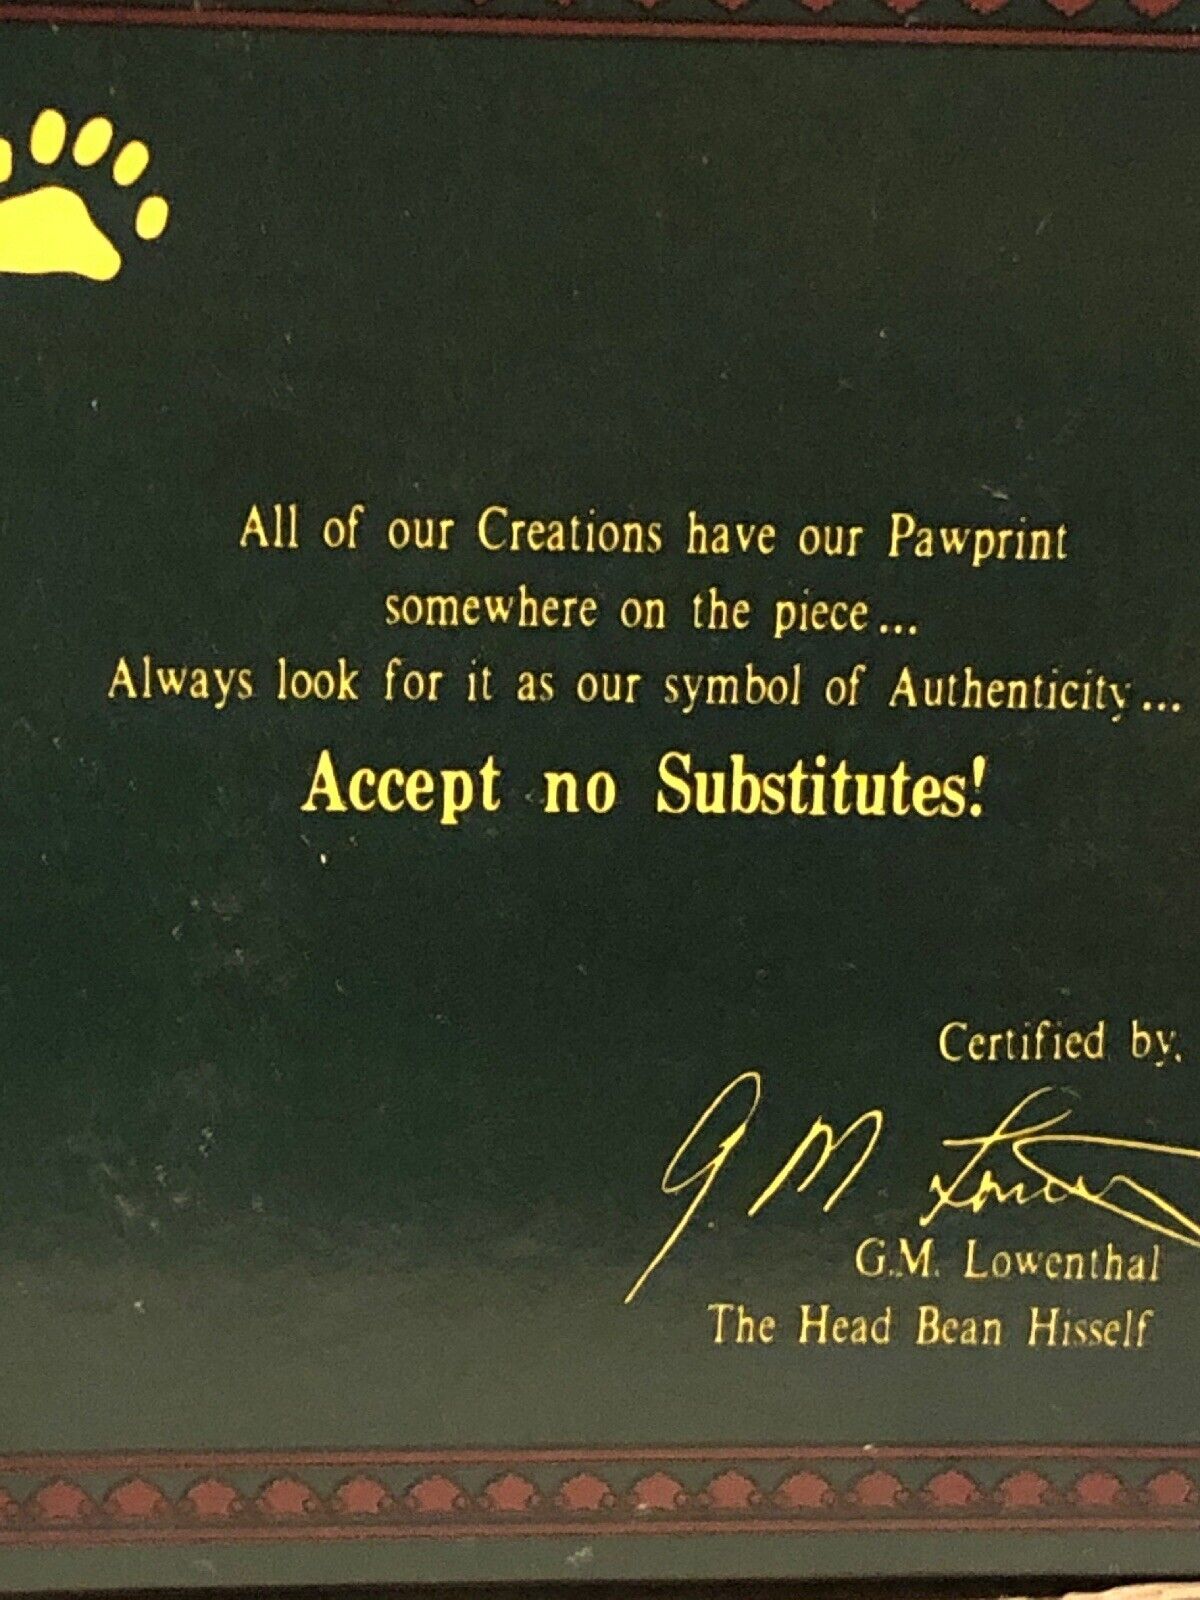 All of our Creations have our Pawprint
somewhere on the piece...
Always look for it as our symbol of Authenticity...
Accept no Substitutes!
Certified by,
G M Lowen
G.M. Lowenthal
The Head Bean Hisself